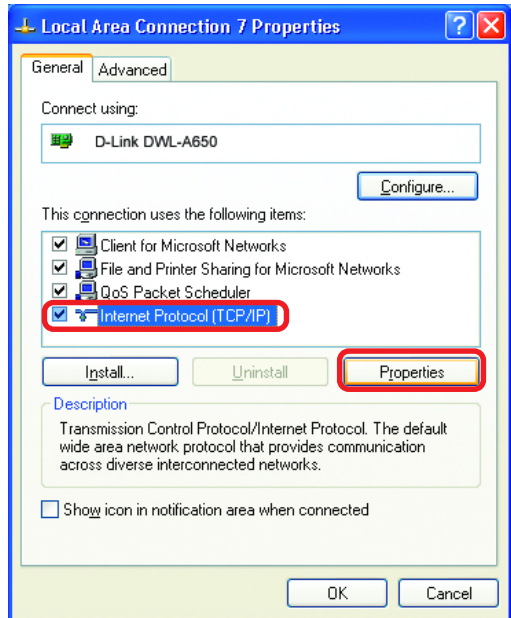 Local Area Connection 7 Properties
General Advanced
Connect using:
D-Link DWL-A650
Configure...
This connection uses the following items:
Client for Microsoft Networks
File and Printer Sharing for Microsoft Networks
QoS Packet Scheduler
Internet Protocol (TCP/IP)
Install... Uninstall Properties
Description
Transmission Control Protocol/Internet Protocol. The default
wide area network protocol that provides communication
across diverse interconnected networks.
Show icon in notification area when connected
OK Cancel